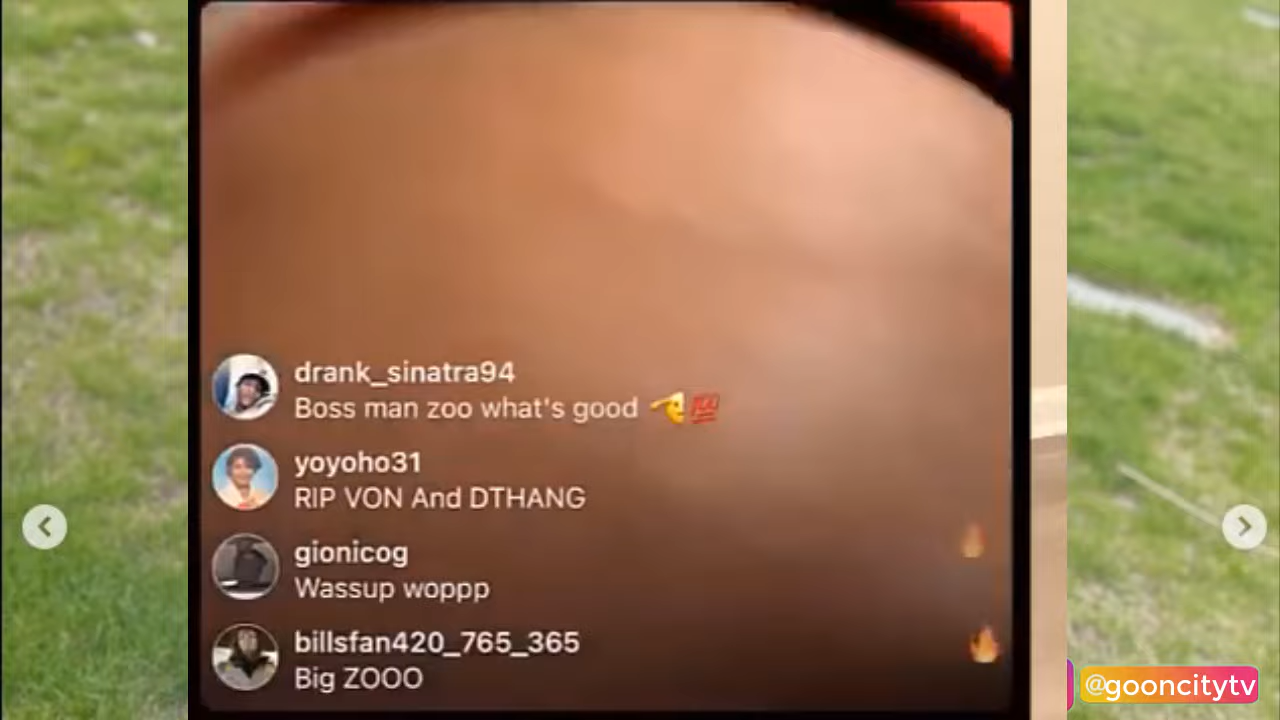 drank_sinatra94
Boss man zoo what's good 🫵💯
yoyoho31
RIP VON And DTHANG
gionicog
Wassup woppp
billsfan420_765_365
Big ZOOO
@gooncitytv